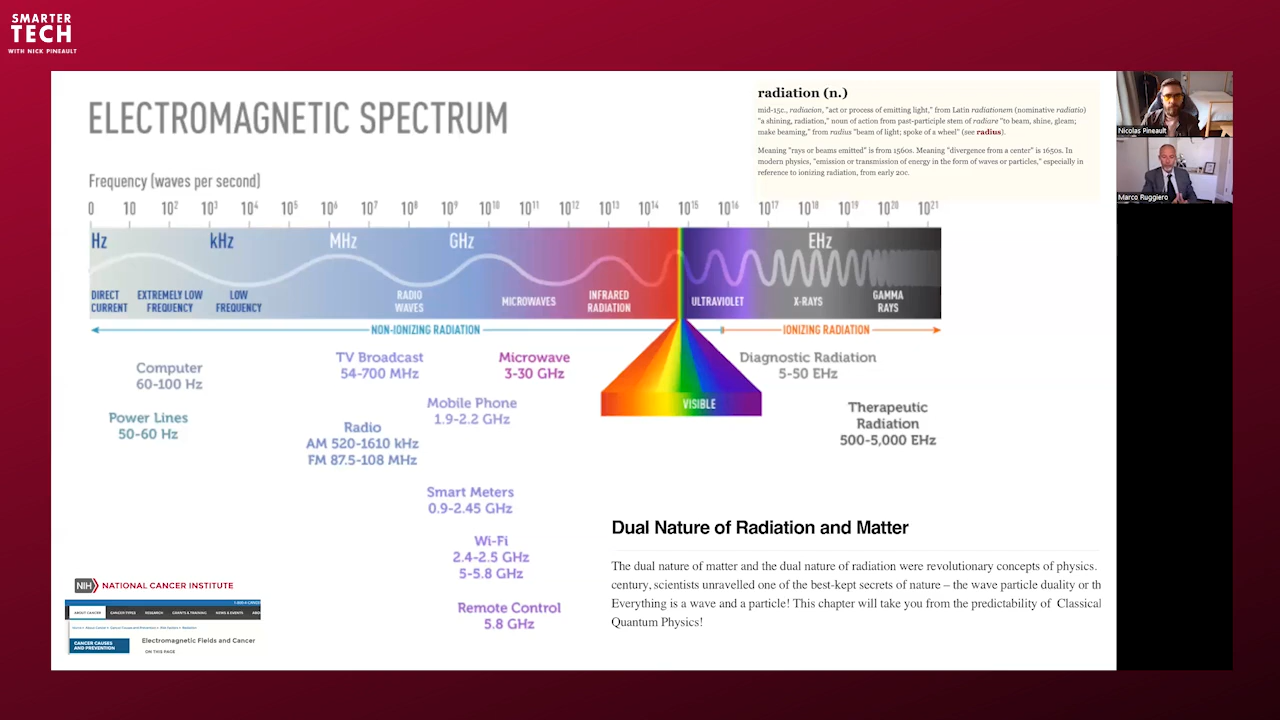 SMARTER
TECH
WITH NICK PINEAULT
ELECTROMAGNETIC SPECTRUM
radiation (n.)
mid-15c., radiacion, "act or process of emitting light," from Latin radiationem (nominative radiatio)
"a shining, radiation," noun of action from past-participle stem of radiare "to beam, shine, gleam;
make beaming," from radius "beam of light; spoke of a wheel" (see radius).
Meaning "rays or beams emitted" is from 1560s. Meaning "divergence from a center" is 1650s. In
modern physics, "emission or transmission of energy in the form of waves or particles," especially in
reference to ionizing radiation, from early 20c.
Nicolas Pineault
Marco Ruggiero
Frequency (waves per second)
0 10 10² 10³ 10⁴ 10⁵ 10⁶ 10⁷ 10⁸ 10⁹ 10¹⁰ 10¹¹ 10¹² 10¹³ 10¹⁴ 10¹⁵ 10¹⁶ 10¹⁷ 10¹⁸ 10¹⁹ 10²⁰ 10²¹
Hz kHz MHz GHz EHz
DIRECT CURRENT
EXTREMELY LOW FREQUENCY
LOW FREQUENCY
RADIO WAVES
MICROWAVES
INFRARED RADIATION
ULTRAVIOLET
X-RAYS
GAMMA RAYS
NON-IONIZING RADIATION
IONIZING RADIATION
Computer
60-100 Hz
Power Lines
50-60 Hz
TV Broadcast
54-700 MHz
Radio
AM 520-1610 kHz
FM 87.5-108 MHz
Microwave
3-30 GHz
Mobile Phone
1.9-2.2 GHz
VISIBLE
Diagnostic Radiation
5-50 EHz
Therapeutic
Radiation
500-5,000 EHz
Smart Meters
0.9-2.45 GHz
Wi-Fi
2.4-2.5 GHz
5-5.8 GHz
Remote Control
5.8 GHz
Dual Nature of Radiation and Matter
The dual nature of matter and the dual nature of radiation were revolutionary concepts of physics.
century, scientists unravelled one of the best-kept secrets of nature – the wave particle duality or th
Everything is a wave and a particle! This chapter will take you from the predictability of Classical
Quantum Physics!
NIH NATIONAL CANCER INSTITUTE
ABOUT CANCER CANCER TYPES RESEARCH GRANTS & TRAINING NEWS & EVENTS
CANCER CAUSES
AND PREVENTION
Electromagnetic Fields and Cancer
ON THIS PAGE